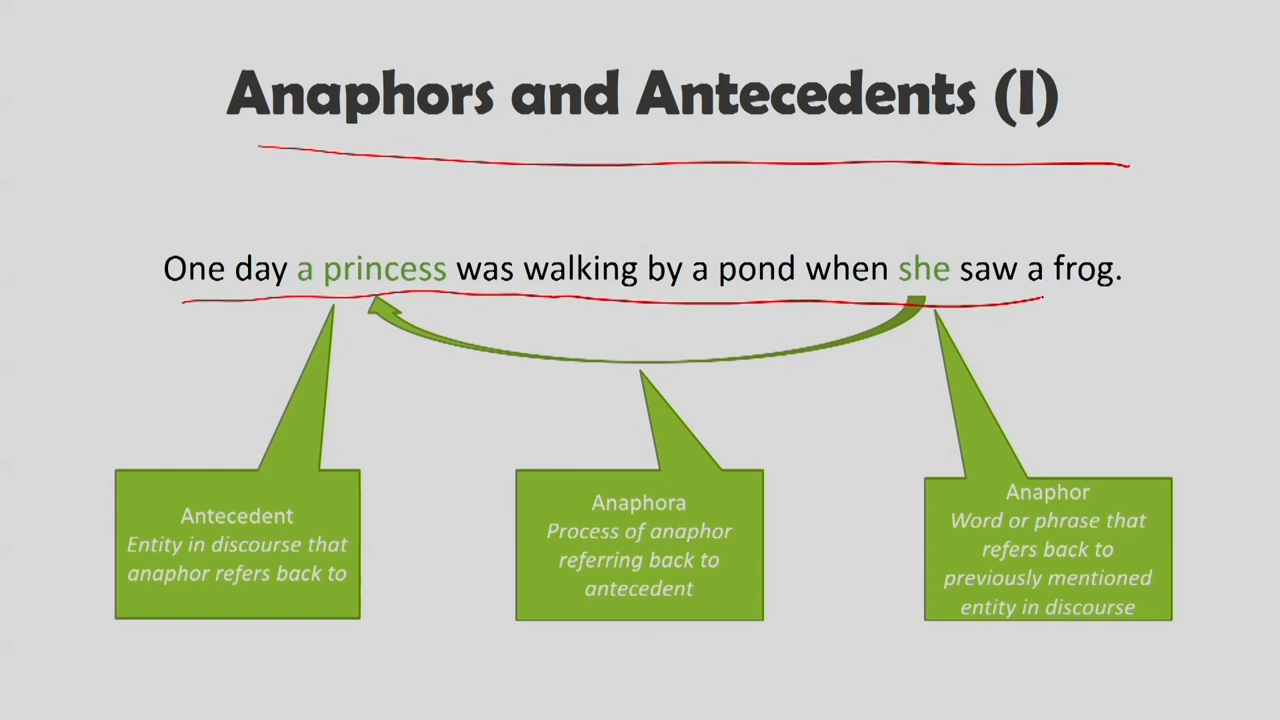 Anaphors and Antecedents (I)
One day a princess was walking by a pond when she saw a frog.
Antecedent
Entity in discourse that
anaphor refers back to
Anaphora
Process of anaphor
referring back to
antecedent
Anaphor
Word or phrase that
refers back to
previously mentioned
entity in discourse